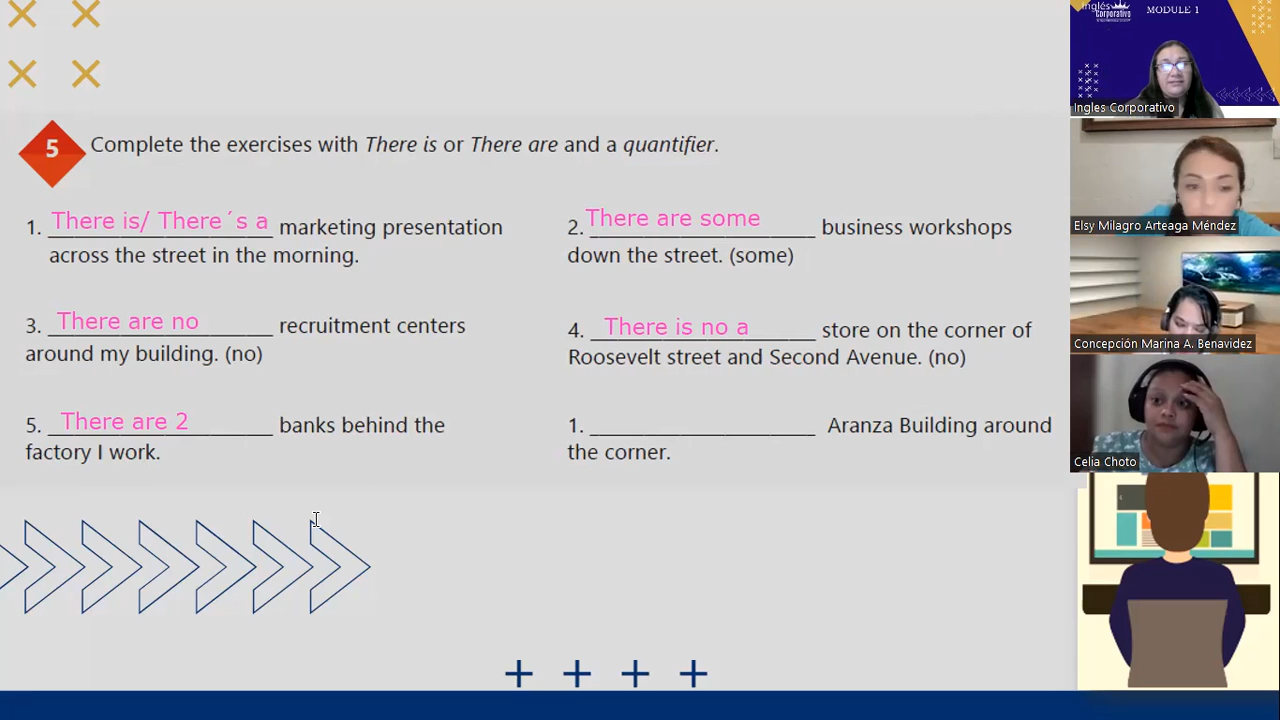 5 Complete the exercises with There is or There are and a quantifier.
1. There is/ There´s a marketing presentation
across the street in the morning.
2. There are some business workshops
down the street. (some)
3. There are no recruitment centers
around my building. (no)
4. There is no a store on the corner of
Roosevelt street and Second Avenue. (no)
5. There are 2 banks behind the
factory I work.
1. ______________________ Aranza Building around
the corner.
Inglés
Corporativo
MODULE 1
Ingles Corporativo
Elsy Milagro Arteaga Méndez
Concepción Marina A. Benavidez
Celia Choto